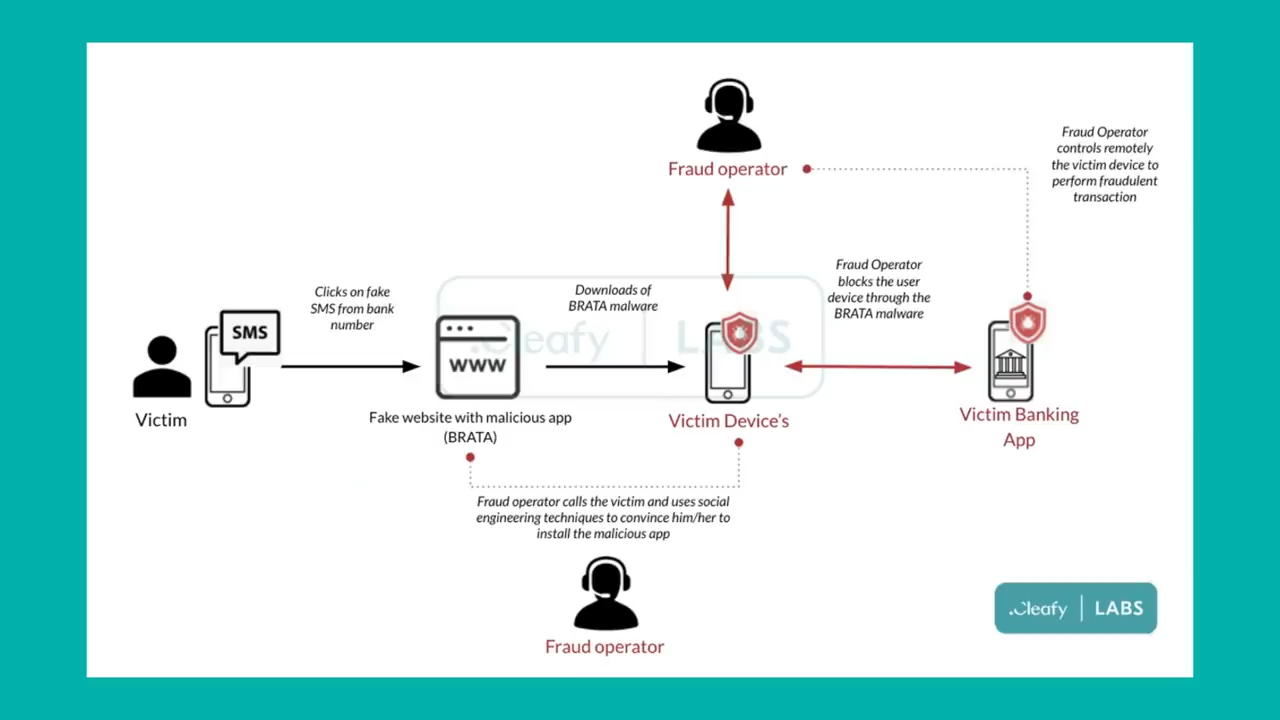 Fraud operator
Fraud Operator
controls remotely
the victim device to
perform fraudulent
transaction
Clicks on fake
SMS from bank
number
Downloads of
BRATA malware
Fraud Operator
blocks the user
device through the
BRATA malware
SMS
WWW
.Cleafy | LABS
Victim
Fake website with malicious app
(BRATA)
Victim Device's
Victim Banking
App
Fraud operator calls the victim and uses social
engineering techniques to convince him/her to
install the malicious app
Fraud operator
.Cleafy | LABS